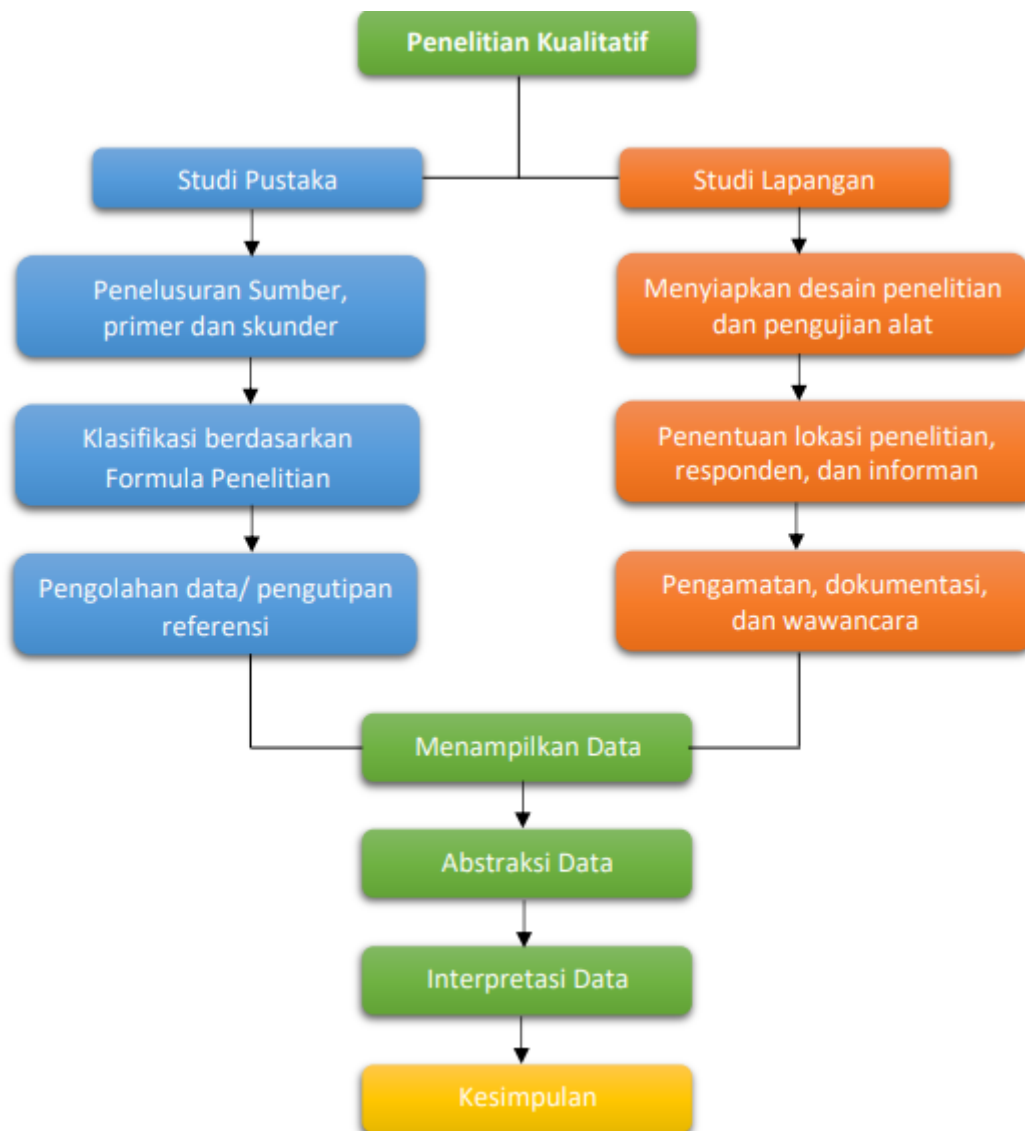 Penelitian Kualitatif
Studi Pustaka
Penelusuran Sumber,
primer dan skunder
Klasifikasi berdasarkan
Formula Penelitian
Pengolahan data/ pengutipan
referensi
Studi Lapangan
Menyiapkan desain penelitian
dan pengujian alat
Penentuan lokasi penelitian,
responden, dan informan
Pengamatan, dokumentasi,
dan wawancara
Menampilkan Data
Abstraksi Data
Interpretasi Data
Kesimpulan